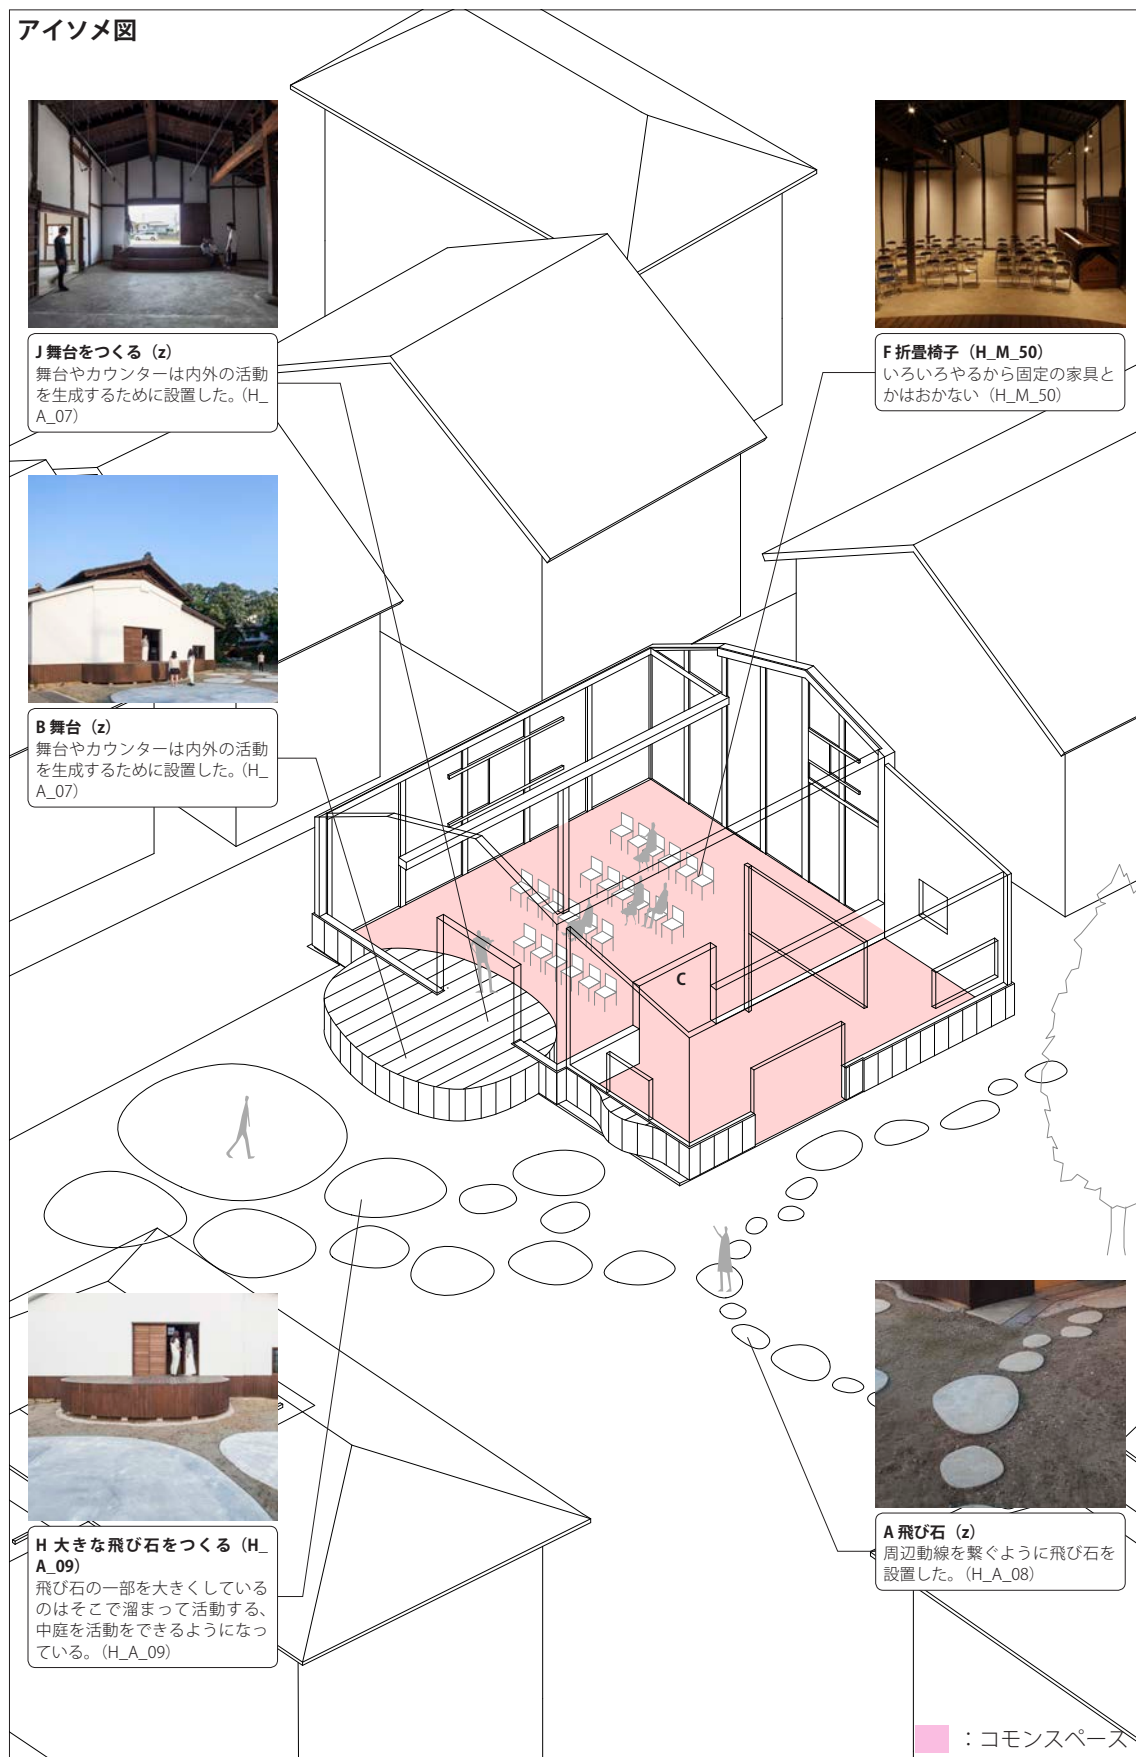 アイソメ図
J 舞台をつくる（z）
舞台やカウンターは内外の活動
を生成するために設置した。（H_
A_07）
F 折畳椅子（H_M_50）
いろいろやるから固定の家具と
かはおかない（H_M_50）
B 舞台（z）
舞台やカウンターは内外の活動
を生成するために設置した。（H_
A_07）
C
H 大きな飛び石をつくる（H_
A_09）
飛び石の一部を大きくしている
のはそこで溜まって活動する、
中庭を活動をできるようになっ
ている。（H_A_09）
A 飛び石（z）
周辺動線を繋ぐように飛び石を
設置した。（H_A_08）
：コモンスペース